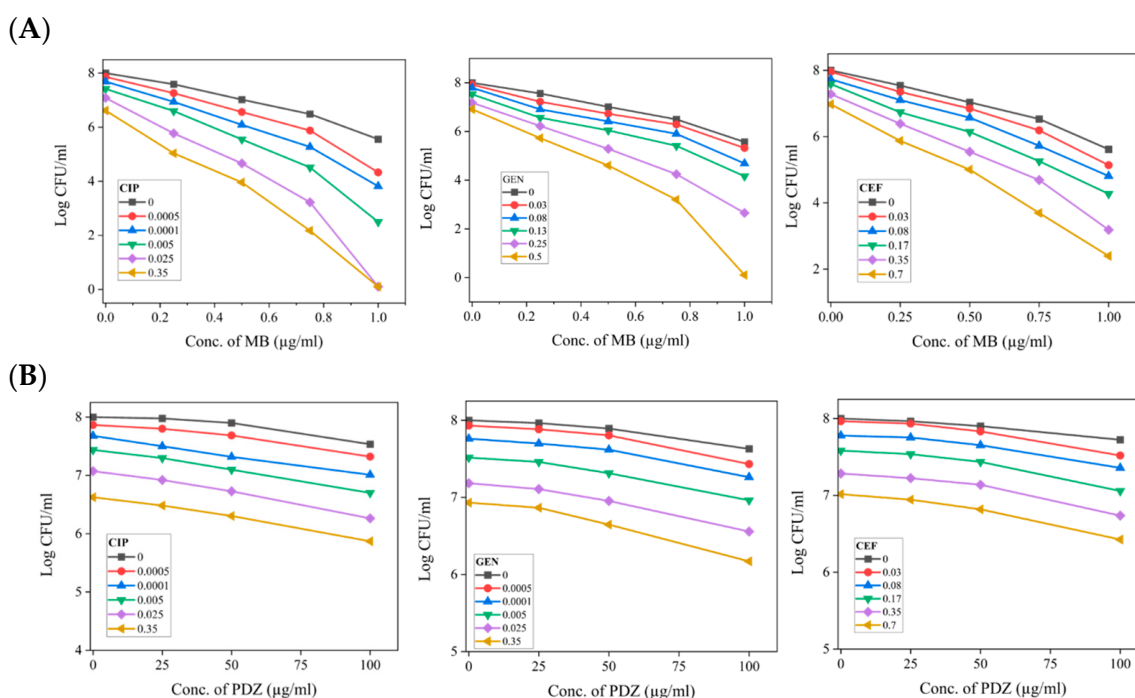 (A)
Log CFU/ml
8
6
4
2
0
CIP
0
0.0005
0.0001
0.005
0.025
0.35
0.0 0.2 0.4 0.6 0.8 1.0
Conc. of MB (µg/ml)
Log CFU/ml
8
6
4
2
0
GEN
0
0.03
0.08
0.13
0.25
0.5
0.0 0.2 0.4 0.6 0.8 1.0
Conc. of MB (µg/ml)
Log CFU/ml
8
6
4
2
CEF
0
0.03
0.08
0.17
0.35
0.7
0.00 0.25 0.50 0.75 1.00
Conc. of MB (µg/ml)
(B)
Log CFU/ml
8
7
6
5
4
CIP
0
0.0005
0.0001
0.005
0.025
0.35
0 25 50 75 100
Conc. of PDZ (µg/ml)
Log CFU/ml
8
7
6
5
GEN
0
0.0005
0.0001
0.005
0.025
0.35
0 25 50 75 100
Conc. of PDZ (µg/ml)
Log CFU/ml
8
7
6
5
CEF
0
0.03
0.08
0.17
0.35
0.7
0 25 50 75 100
Conc. of PDZ (µg/ml)